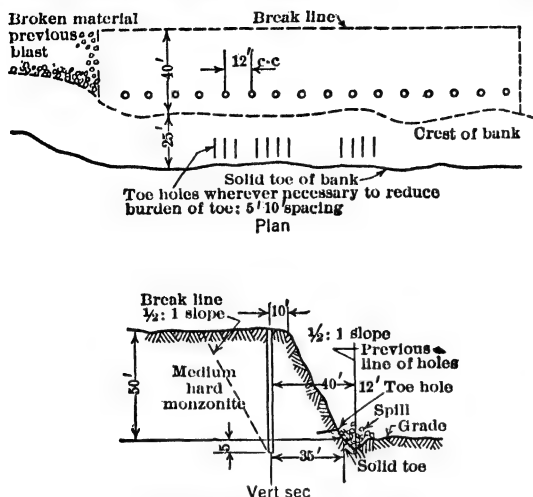 Broken material
previous
blast
Break line
40'
12'
c-c
25'
Crest of bank
Solid toe of bank
Toe holes wherever necessary to reduce
burden of toe: 5' 10' spacing
Plan
Break line
½: 1 slope
10'
½: 1 slope
Previous
line of holes
50'
Medium
hard
monzonite
40'
12' Toe hole
Spill
Grade
5'
35'
Solid toe
Vert sec